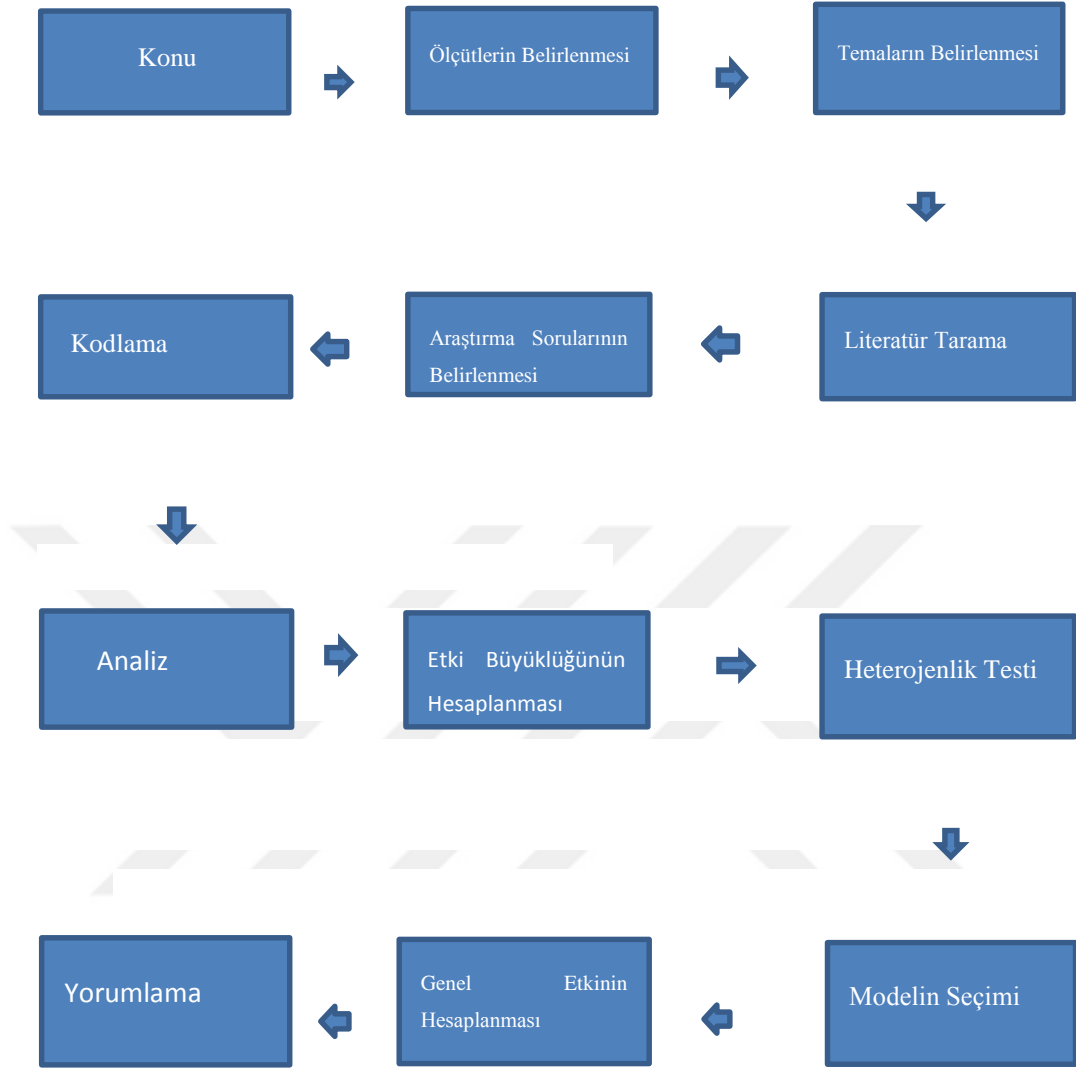 Konu
Ölçütlerin Belirlenmesi
Temaların Belirlenmesi
Literatür Tarama
Araştırma Sorularının
Belirlenmesi
Kodlama
Analiz
Etki Büyüklüğünün
Hesaplanması
Heterojenlik Testi
Modelin Seçimi
Genel Etkinin
Hesaplanması
Yorumlama